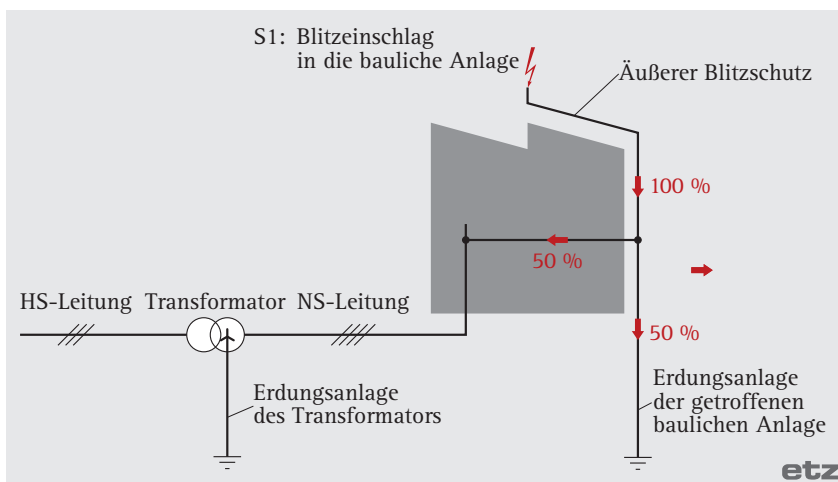 S1: Blitzeinschlag
in die bauliche Anlage
Äußerer Blitzschutz
100 %
50 %
HS-Leitung Transformator NS-Leitung
50 %
Erdungsanlage
des Transformators
Erdungsanlage
der getroffenen
baulichen Anlage
etz